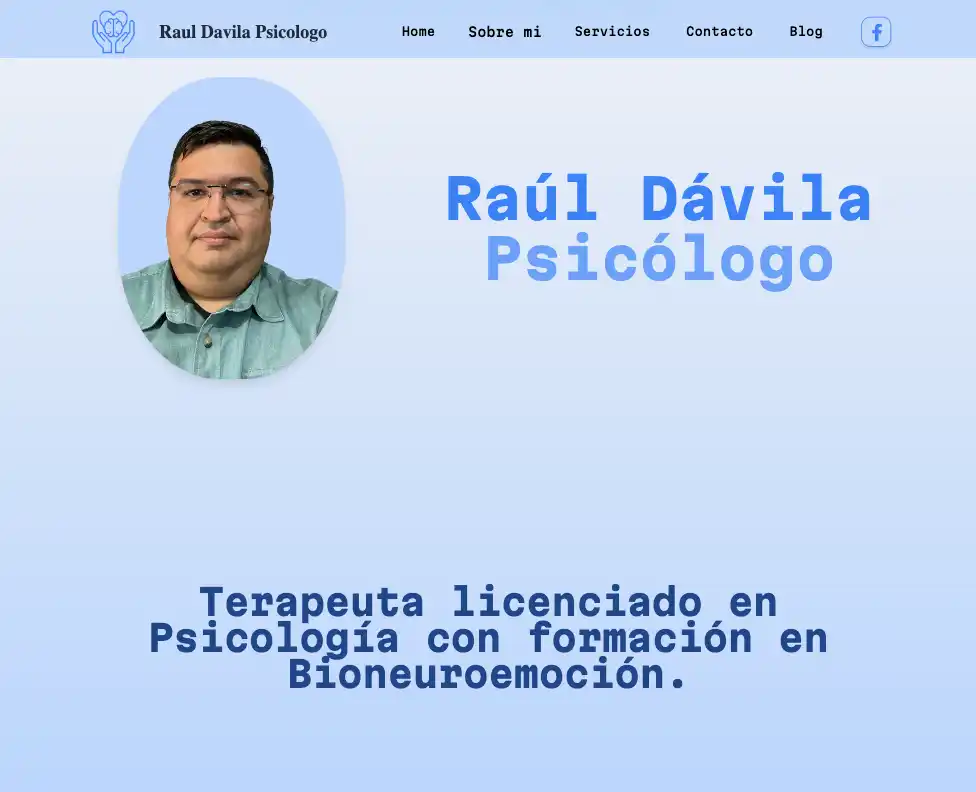 Raul Davila Psicologo
Home
Sobre mi
Servicios
Contacto
Blog
Raúl Dávila
Psicólogo
Terapeuta licenciado en
Psicología con formación en
Bioneuroemoción.